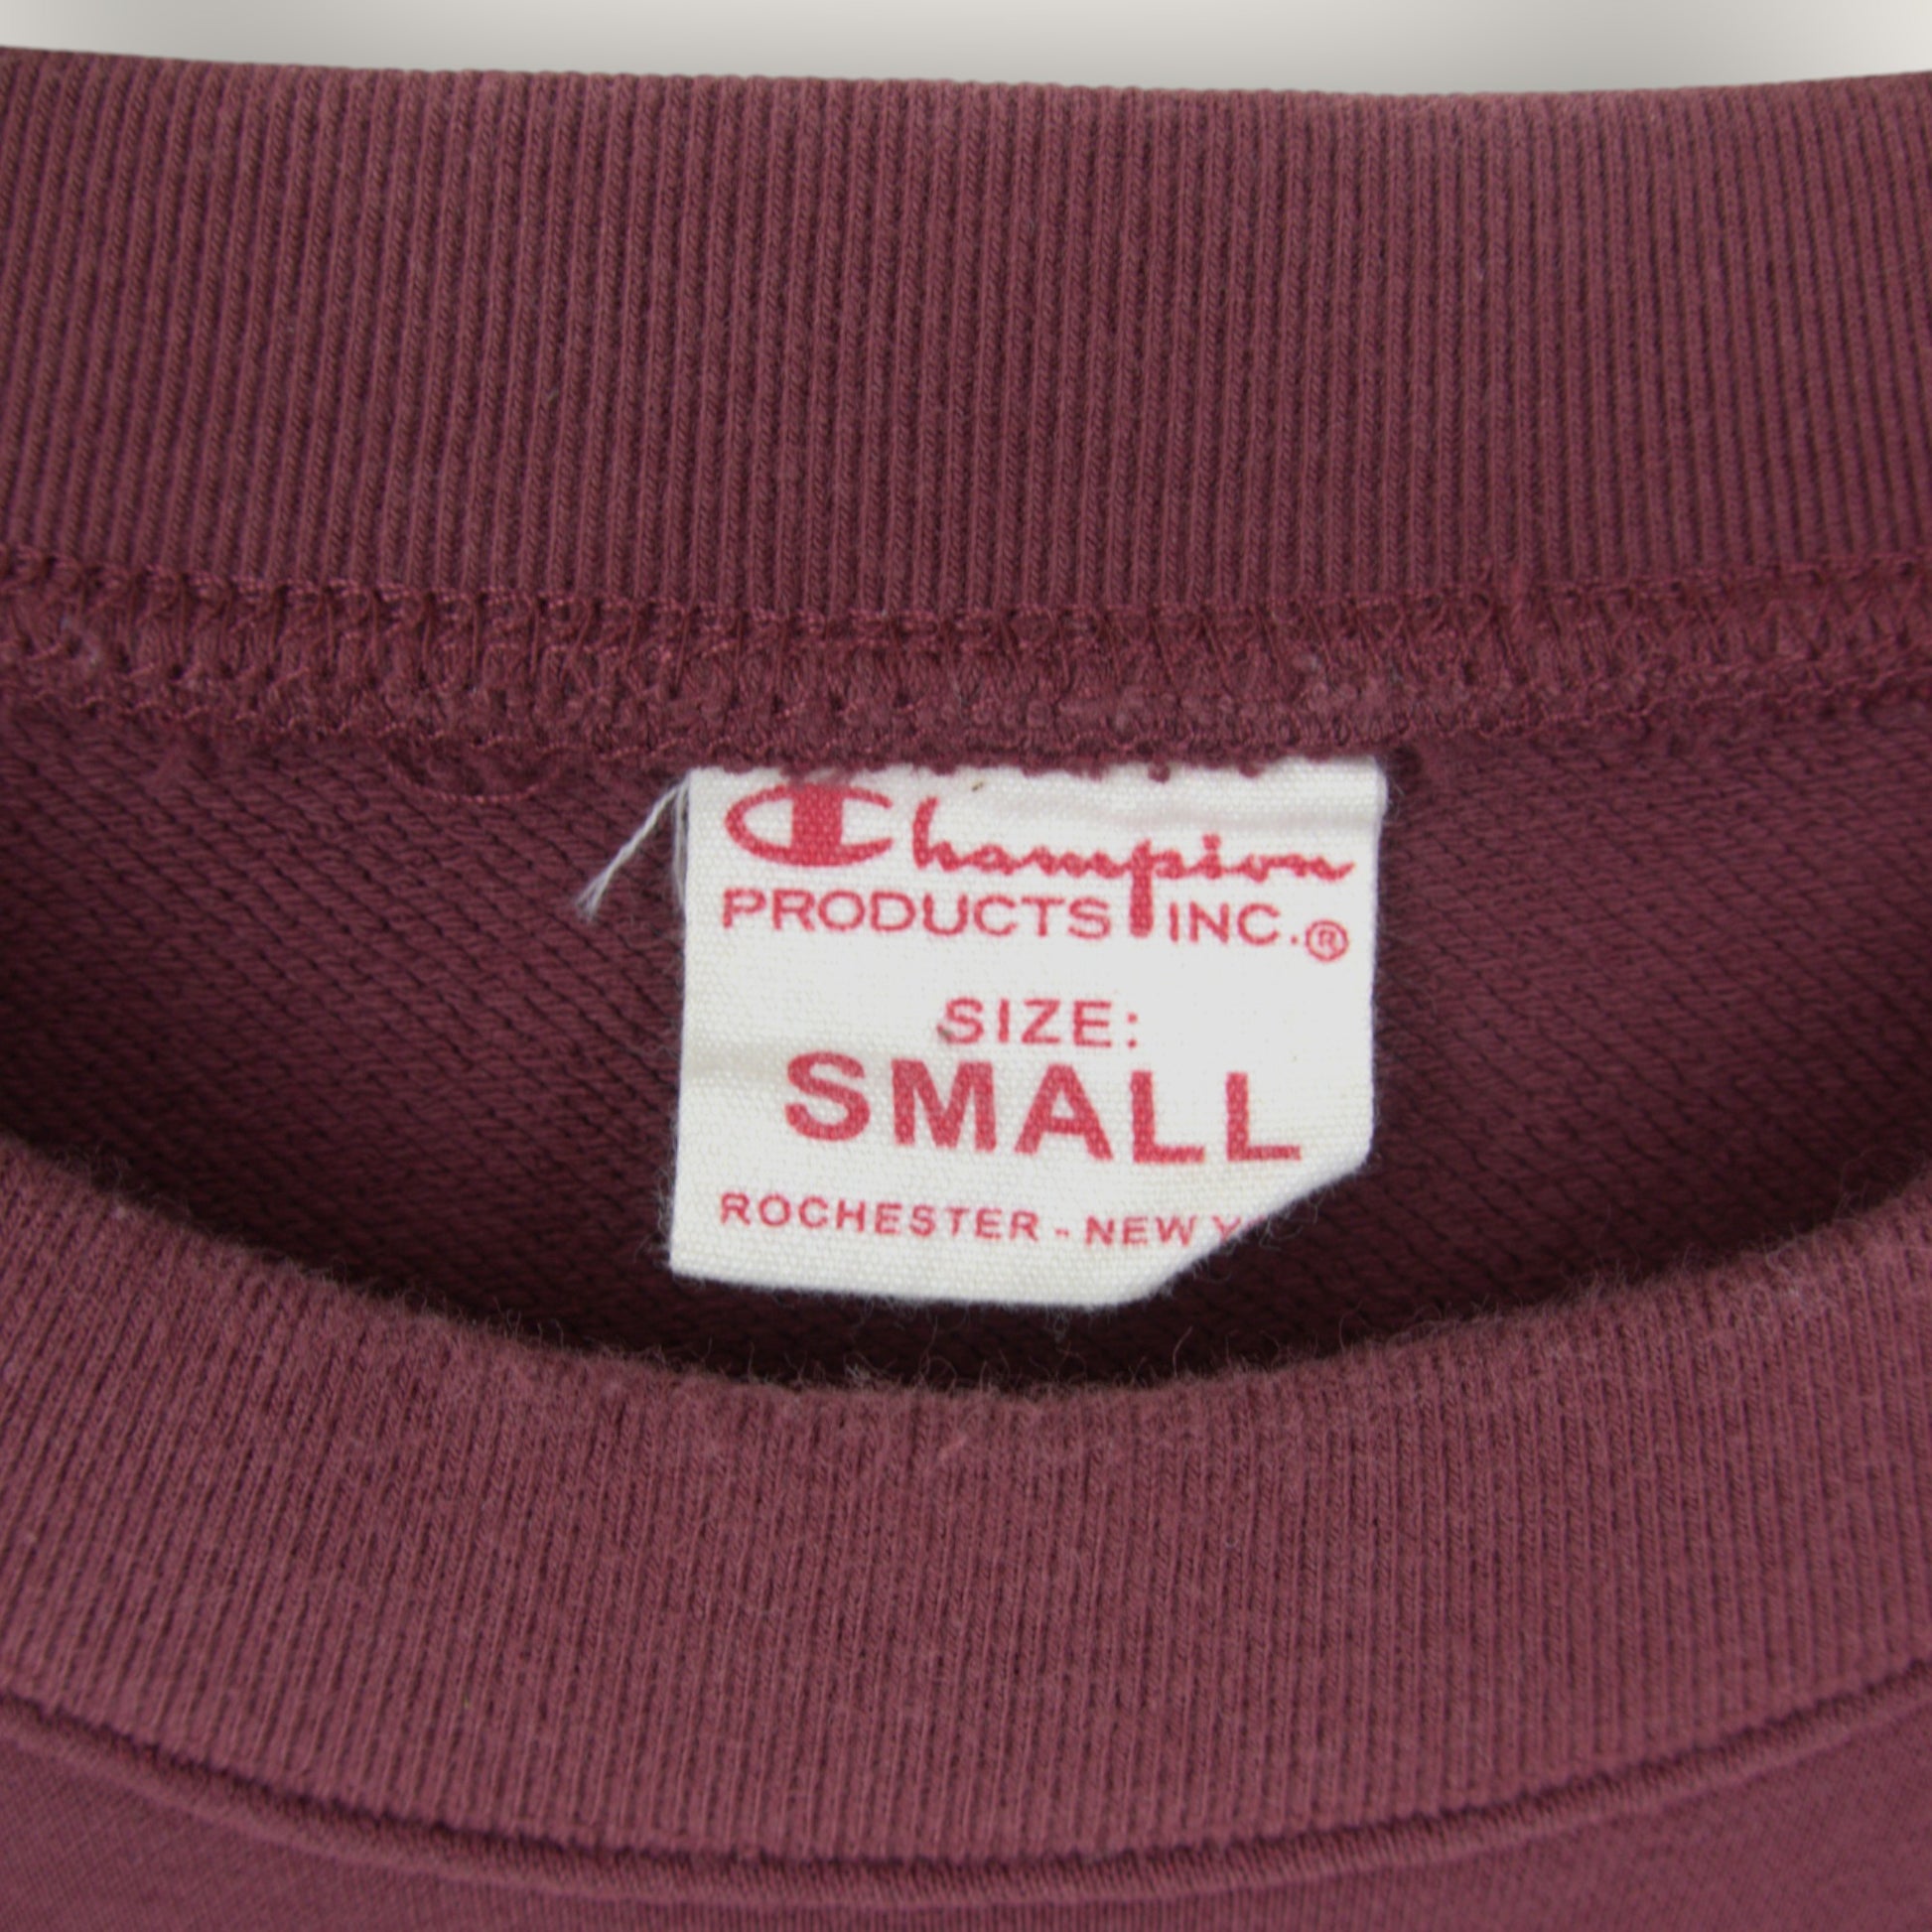 Champion
PRODUCTS INC.®
SIZE:
SMALL
ROCHESTER - NEW Y